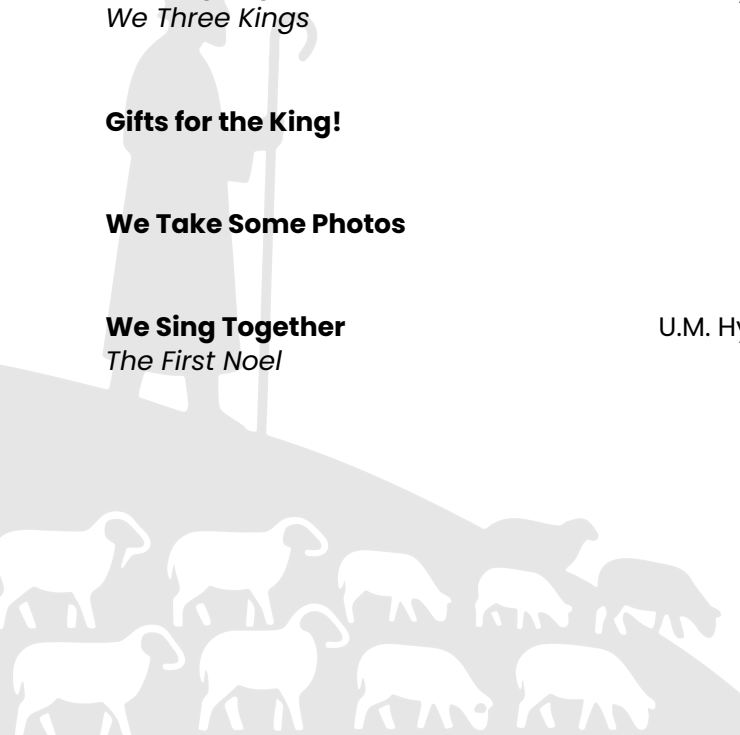 We Three Kings
Gifts for the King!
We Take Some Photos
We Sing Together U.M.
The First Noel